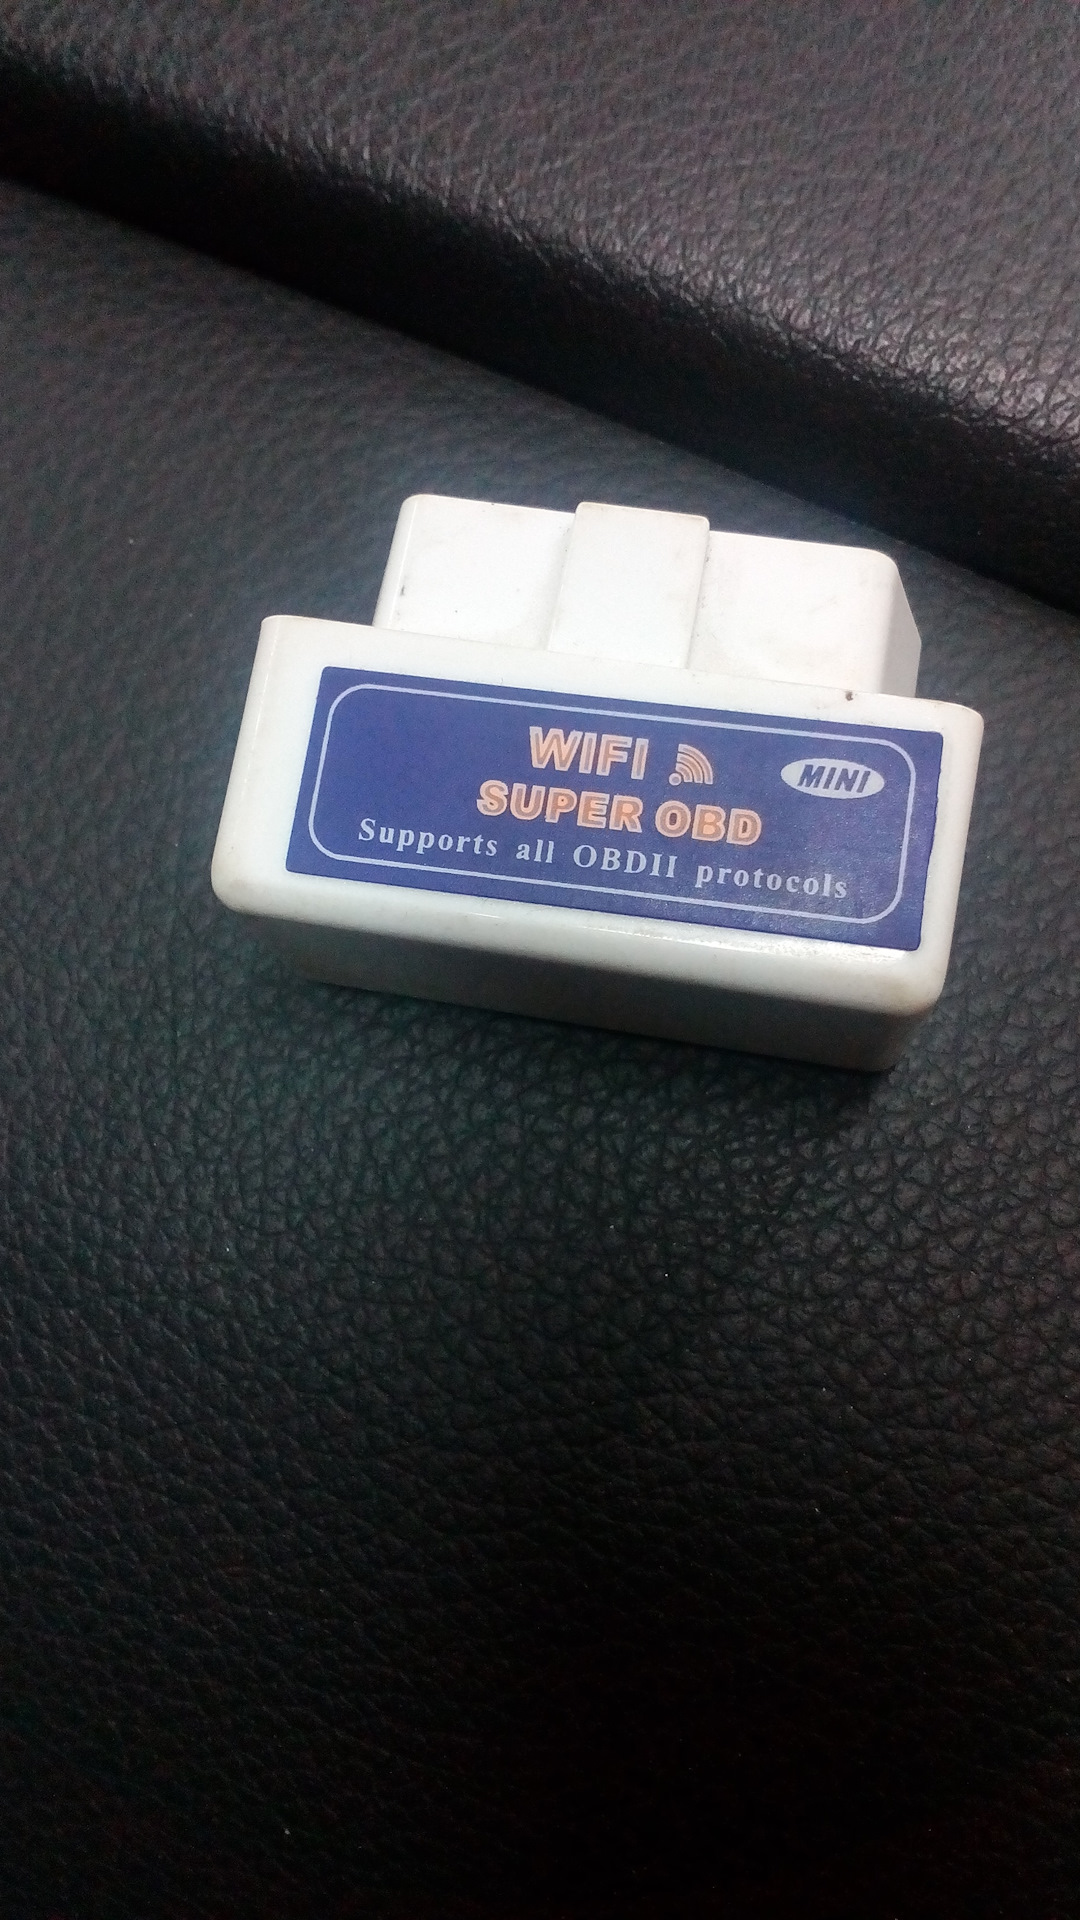 WIFI
MINI
SUPER OBD
Supports all OBDII protocols